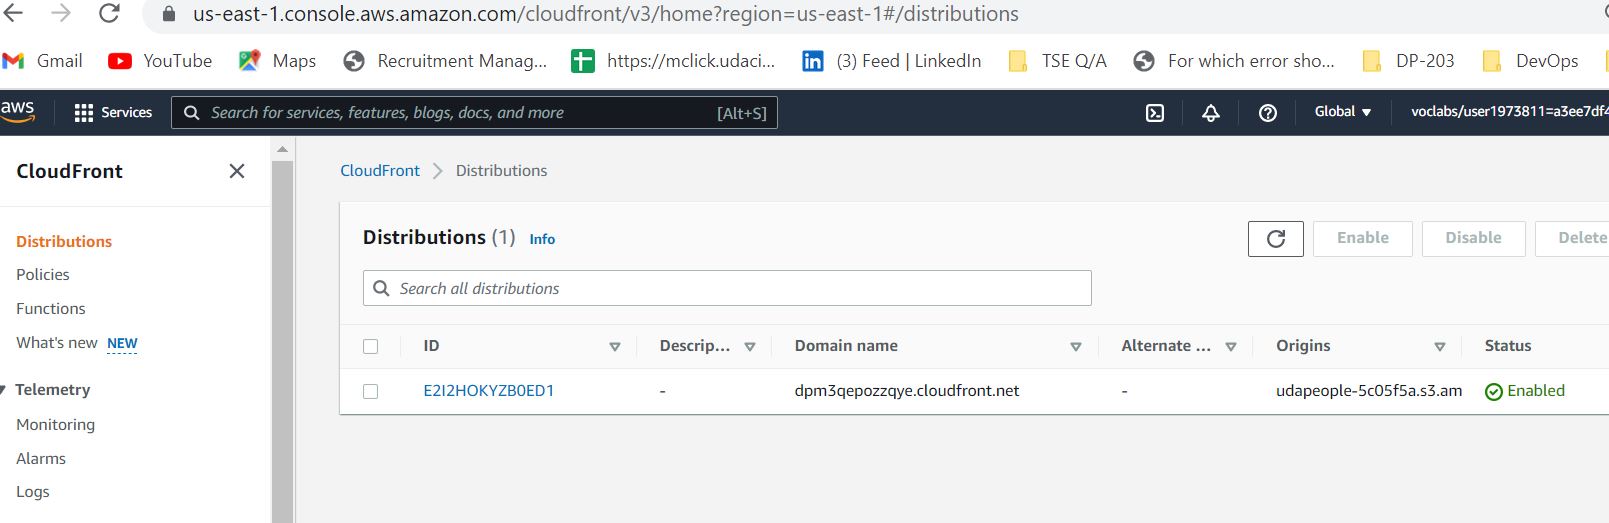 us-east-1.console.aws.amazon.com/cloudfront/v3/home?region=us-east-1#/distributions
Gmail YouTube Maps Recruitment Manag... https://mclick.udaci... (3) Feed | LinkedIn TSE Q/A For which error sho... DP-203 DevOps
aws Services Search for services, features, blogs, docs, and more [Alt+S] Global voclabs/user1973811=a3ee7df4
CloudFront
Distributions
Policies
Functions
What's new NEW
Telemetry
Monitoring
Alarms
Logs
CloudFront Distributions
Distributions (1) Info Enable Disable Delete
Search all distributions
ID Descrip... Domain name Alternate ... Origins Status
E2I2HOKYZB0ED1 - dpm3qepozzqye.cloudfront.net - udapeople-5c05f5a.s3.am Enabled